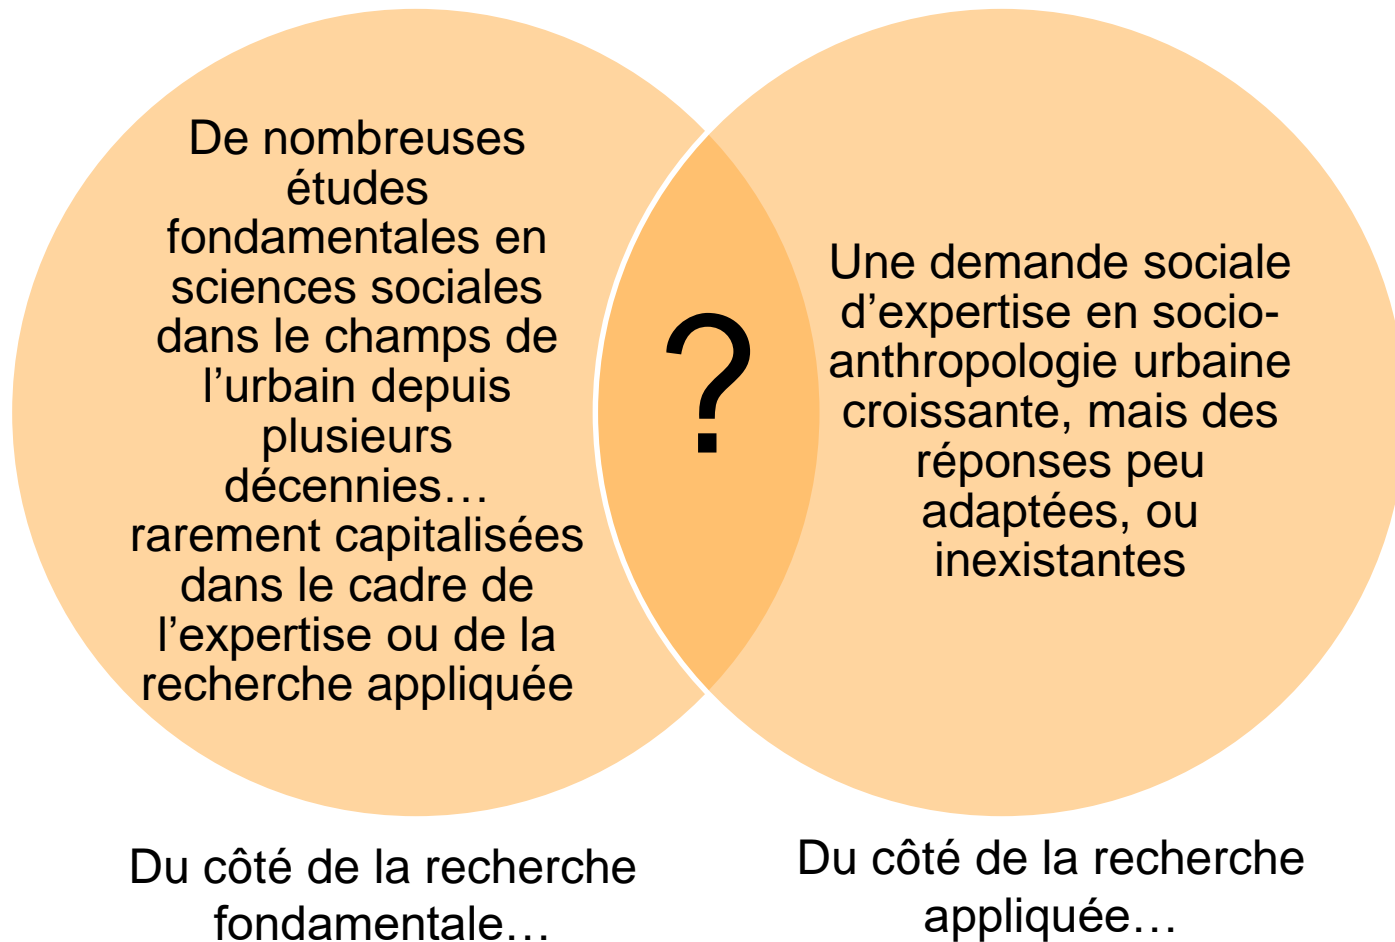 De nombreuses
études
fondamentales en
sciences sociales
dans le champs de
l’urbain depuis
plusieurs
décennies…
rarement capitalisées
dans le cadre de
l’expertise ou de la
recherche appliquée
?
Une demande sociale
d’expertise en socio-
anthropologie urbaine
croissante, mais des
réponses peu
adaptées, ou
inexistantes
Du côté de la recherche
fondamentale…
Du côté de la recherche
appliquée…